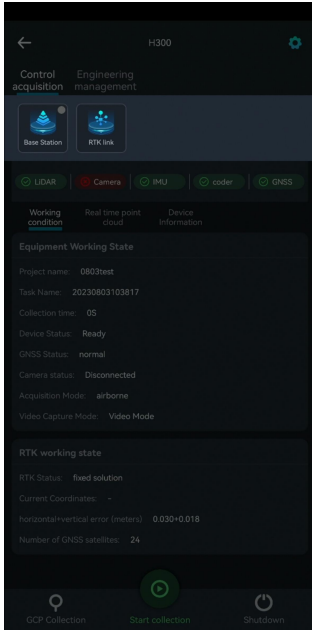 H300
Control acquisition
Engineering management
Base Station
RTK link
LIDAR
Camera
IMU
coder
GNSS
Working condition
Real time point cloud
Device Information
Equipment Working State
Project name: 0803test
Task Name: 20230803103817
Collection time: 0S
Device Status: Ready
GNSS Status: normal
Camera status: Disconnected
Acquisition Mode: airborne
Video Capture Mode: Video Mode
RTK working state
RTK Status: fixed solution
Current Coordinates: -
horizontal+vertical error (meters) 0.030+0.018
Number of GNSS satellites: 24
GCP Collection
Start collection
Shutdown